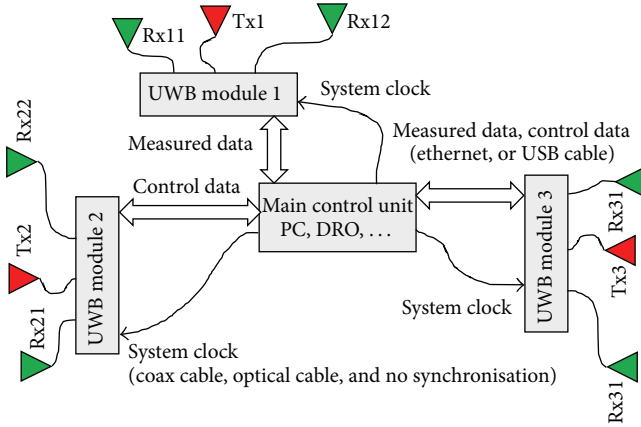 Rx11
Tx1
Rx12
UWB module 1
System clock
Measured data
Measured data, control data
(ethernet, or USB cable)
Rx22
Control data
Main control unit
PC, DRO, . . .
UWB module 2
Tx2
Rx21
UWB module 3
Rx31
Tx3
Rx31
System clock
System clock
(coax cable, optical cable, and no synchronisation)